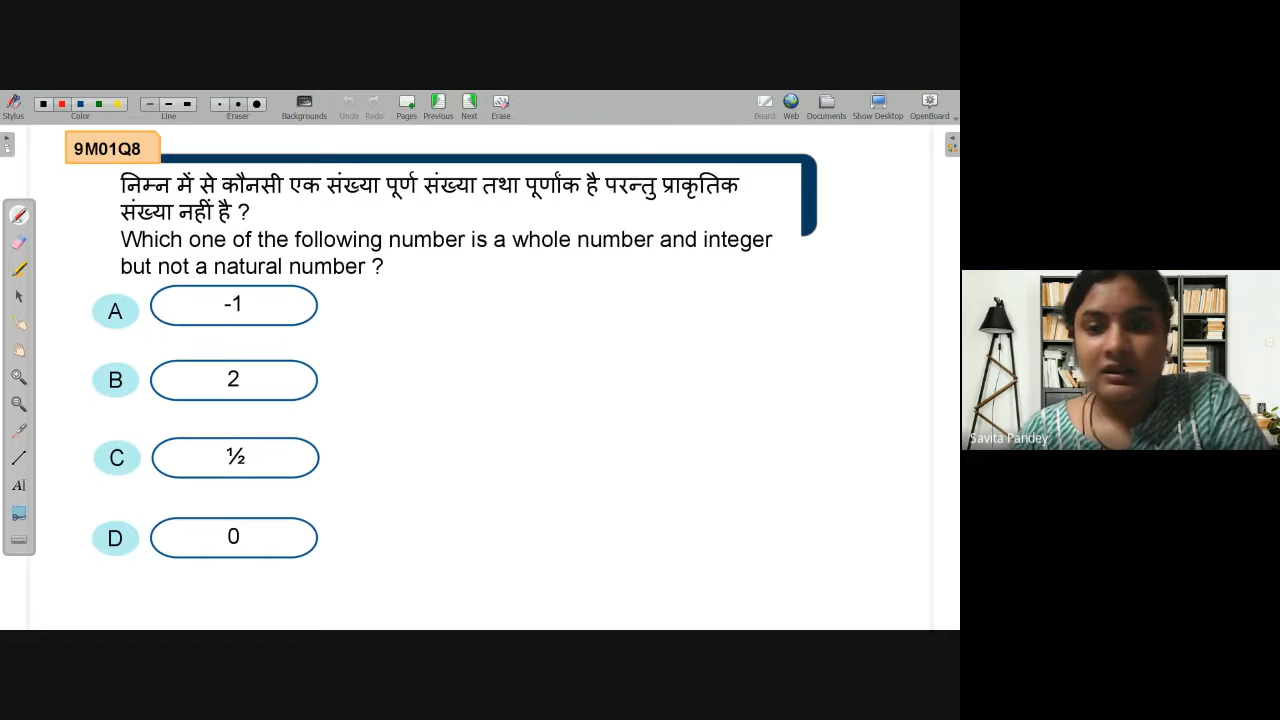 Stylus
Color
Line
Eraser
Backgrounds
Undo
Redo
Pages
Previous
Next
Erase
Board
Web
Documents
Show Desktop
OpenBoard
9M01Q8
निम्न में से कौनसी एक संख्या पूर्ण संख्या तथा पूर्णांक है परन्तु प्राकृतिक
संख्या नहीं है ?
Which one of the following number is a whole number and integer
but not a natural number ?
A -1
B 2
C ½
D 0
Savita Pandey